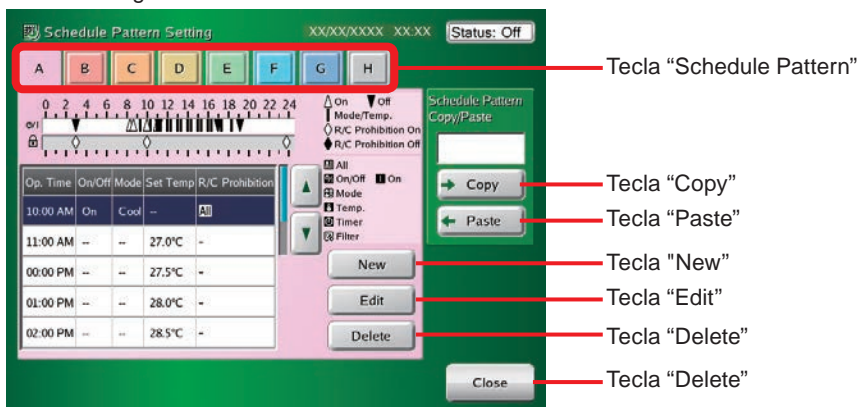 Schedule Pattern Setting
XX/XX/XXXX XX:XX
Status: Off
A B C D E F G H
Tecla “Schedule Pattern”
0 2 4 6 8 10 12 14 16 18 20 22 24
On Off
Mode/Temp.
R/C Prohibition On
R/C Prohibition Off
Schedule Pattern
Copy/Paste
All
On/Off On
Mode
Temp.
Timer
Filter
Copy
Tecla “Copy”
Paste
Tecla “Paste”
Op. Time On/Off Mode Set Temp R/C Prohibition
10:00 AM On Cool -- All
11:00 AM -- -- 27.0°C -
00:00 PM -- -- 27.5°C -
01:00 PM -- -- 28.0°C -
02:00 PM -- -- 28.5°C -
New
Tecla "New”
Edit
Tecla “Edit”
Delete
Tecla “Delete”
Close
Tecla “Delete”